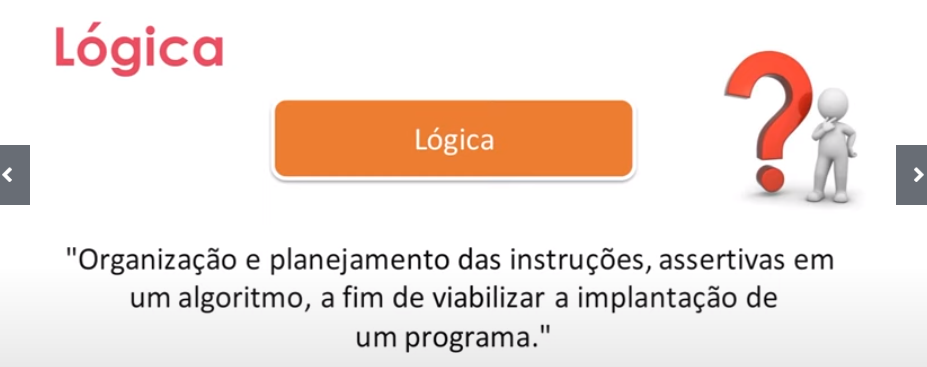 Lógica
Lógica
"Organização e planejamento das instruções, assertivas em
um algoritmo, a fim de viabilizar a implantação de
um programa."